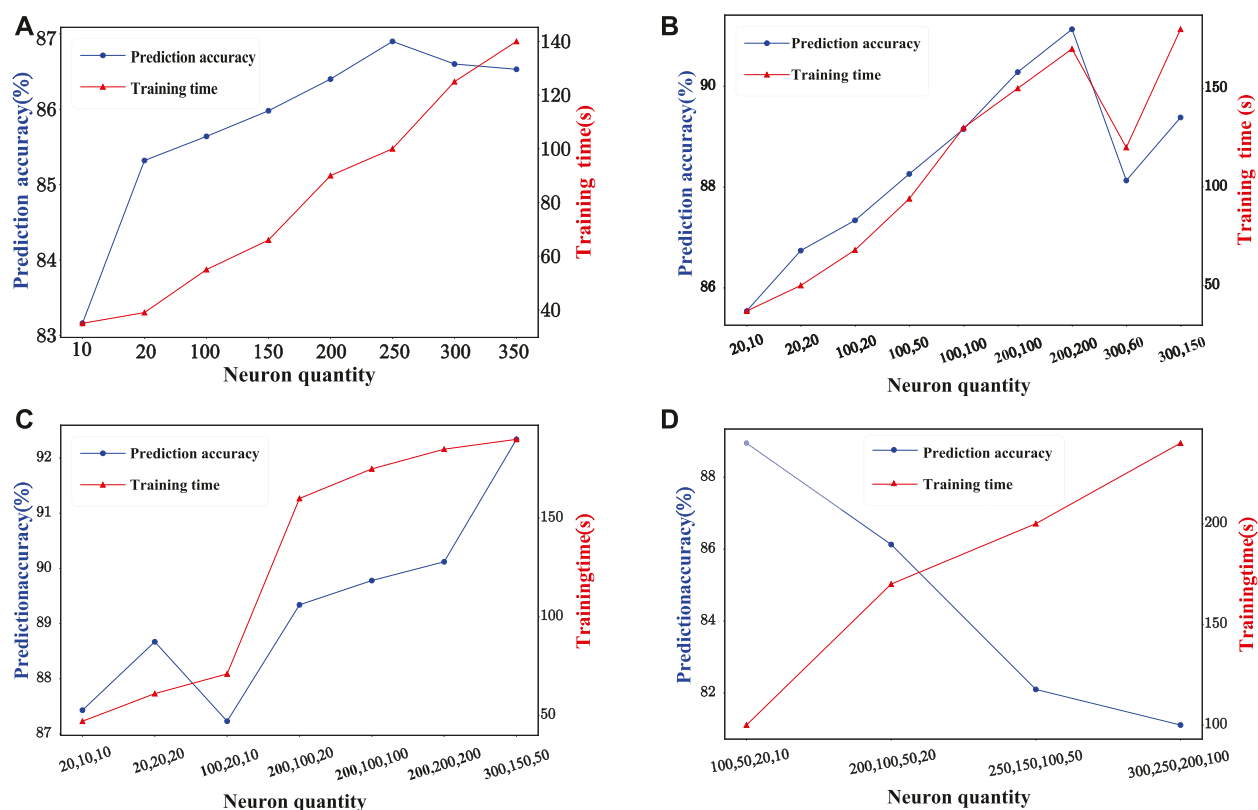 A
Prediction accuracy(%)
87
86
85
84
83
Prediction accuracy
Training time
140
120
100
80
60
40
Training time(s)
10 20 100 150 200 250 300 350
Neuron quantity
B
Prediction accuracy(%)
90
88
86
Prediction accuracy
Training time
150
100
50
Training time (s)
20,10 20,20 100,20 100,50 100,100 200,100 200,200 300,60 300,150
Neuron quantity
C
Predictionaccuracy(%)
92
91
90
89
88
87
Prediction accuracy
Training time
150
100
50
Trainingtime(s)
20,10,10 20,20,20 100,20,10 200,100,20 200,100,100 200,200,200 300,150,50
Neuron quantity
D
Predictionaccuracy(%)
88
86
84
82
Prediction accuracy
Training time
200
150
100
Trainingtime(s)
100,50,20,10 200,100,50,20 250,150,100,50 300,250,200,100
Neuron quantity